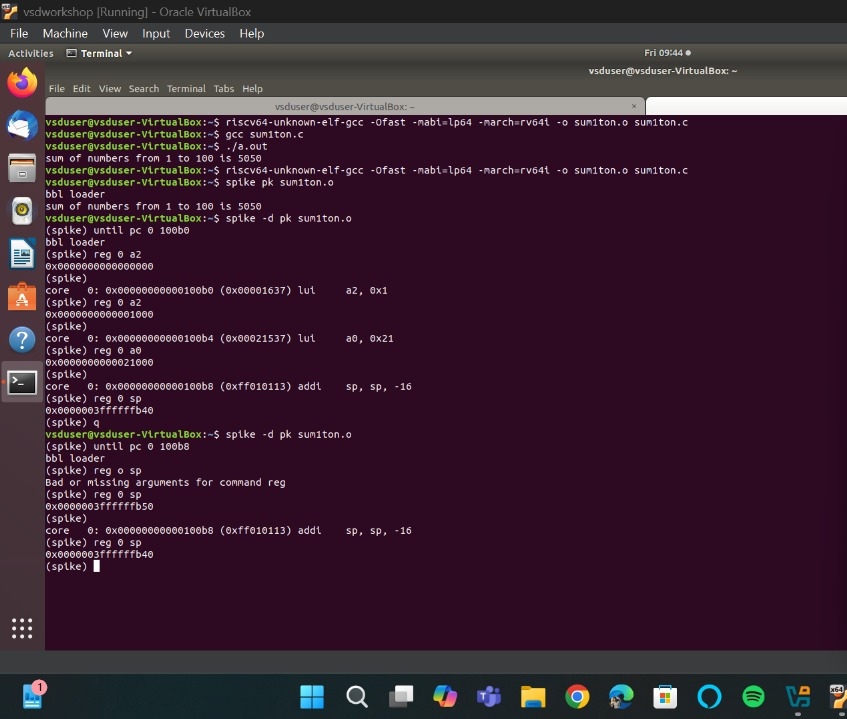 vsdworkshop [Running] - Oracle VirtualBox
File Machine View Input Devices Help
Activities Terminal Fri 09:44
vsduser@vsduser-VirtualBox: ~
File Edit View Search Terminal Tabs Help
vsduser@vsduser-VirtualBox: ~ ×
vsduser@vsduser-VirtualBox:~$ riscv64-unknown-elf-gcc -Ofast -mabi=lp64 -march=rv64i -o sum1ton.o sum1ton.c
vsduser@vsduser-VirtualBox:~$ gcc sum1ton.c
vsduser@vsduser-VirtualBox:~$ ./a.out
sum of numbers from 1 to 100 is 5050
vsduser@vsduser-VirtualBox:~$ riscv64-unknown-elf-gcc -Ofast -mabi=lp64 -march=rv64i -o sum1ton.o sum1ton.c
vsduser@vsduser-VirtualBox:~$ spike pk sum1ton.o
bbl loader
sum of numbers from 1 to 100 is 5050
vsduser@vsduser-VirtualBox:~$ spike -d pk sum1ton.o
(spike) until pc 0 100b0
bbl loader
(spike) reg 0 a2
0x0000000000000000
(spike)
core   0: 0x00000000000100b0 (0x00001637) lui     a2, 0x1
(spike) reg 0 a2
0x0000000000001000
(spike)
core   0: 0x00000000000100b4 (0x00021537) lui     a0, 0x21
(spike) reg 0 a0
0x0000000000021000
(spike)
core   0: 0x00000000000100b8 (0xff010113) addi    sp, sp, -16
(spike) reg 0 sp
0x0000003ffffffb40
(spike) q
vsduser@vsduser-VirtualBox:~$ spike -d pk sum1ton.o
(spike) until pc 0 100b8
bbl loader
(spike) reg o sp
Bad or missing arguments for command reg
(spike) reg 0 sp
0x0000003ffffffb50
(spike)
core   0: 0x00000000000100b8 (0xff010113) addi    sp, sp, -16
(spike) reg 0 sp
0x0000003ffffffb40
(spike)
1
x64